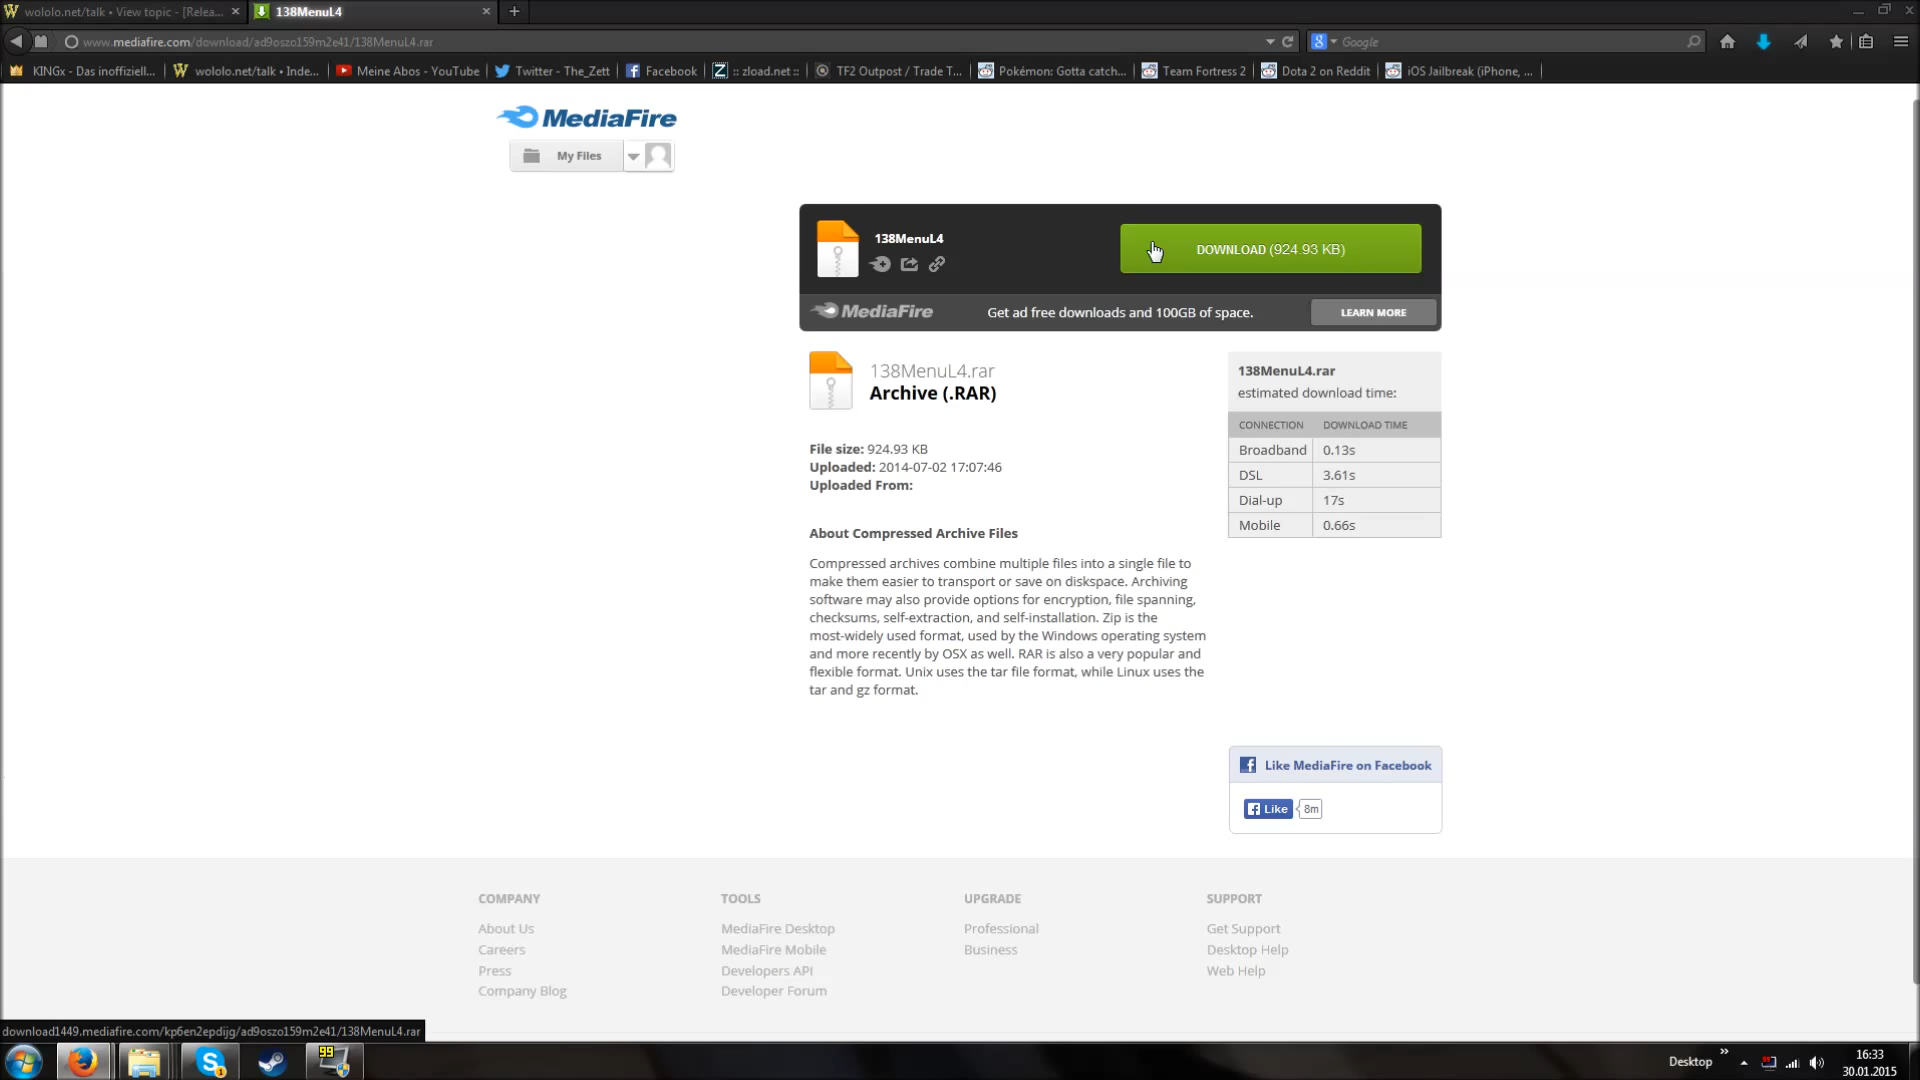 wololo.net/talk • View topic - [Relea...
138MenuL4
www.mediafire.com/download/ad9oszo159m2e41/138MenuL4.rar
Google
KINGx - Das inoffiziell...
wololo.net/talk • Inde...
Meine Abos - YouTube
Twitter - The_Zett
Facebook
:: zload.net ::
TF2 Outpost / Trade T...
Pokémon: Gotta catch...
Team Fortress 2
Dota 2 on Reddit
iOS Jailbreak (iPhone, ...
MediaFire
My Files
138MenuL4
DOWNLOAD (924.93 KB)
MediaFire
Get ad free downloads and 100GB of space.
LEARN MORE
138MenuL4.rar
Archive (.RAR)
File size: 924.93 KB
Uploaded: 2014-07-02 17:07:46
Uploaded From:
About Compressed Archive Files
Compressed archives combine multiple files into a single file to
make them easier to transport or save on diskspace. Archiving
software may also provide options for encryption, file spanning,
checksums, self-extraction, and self-installation. Zip is the
most-widely used format, used by the Windows operating system
and more recently by OSX as well. RAR is also a very popular and
flexible format. Unix uses the tar file format, while Linux uses the
tar and gz format.
138MenuL4.rar
estimated download time:
CONNECTION DOWNLOAD TIME
Broadband 0.13s
DSL 3.61s
Dial-up 17s
Mobile 0.66s
Like MediaFire on Facebook
Like 8m
COMPANY
About Us
Careers
Press
Company Blog
TOOLS
MediaFire Desktop
MediaFire Mobile
Developers API
Developer Forum
UPGRADE
Professional
Business
SUPPORT
Get Support
Desktop Help
Web Help
download1449.mediafire.com/kp6en2epdijg/ad9oszo159m2e41/138MenuL4.rar
99
Desktop
16:33
30.01.2015